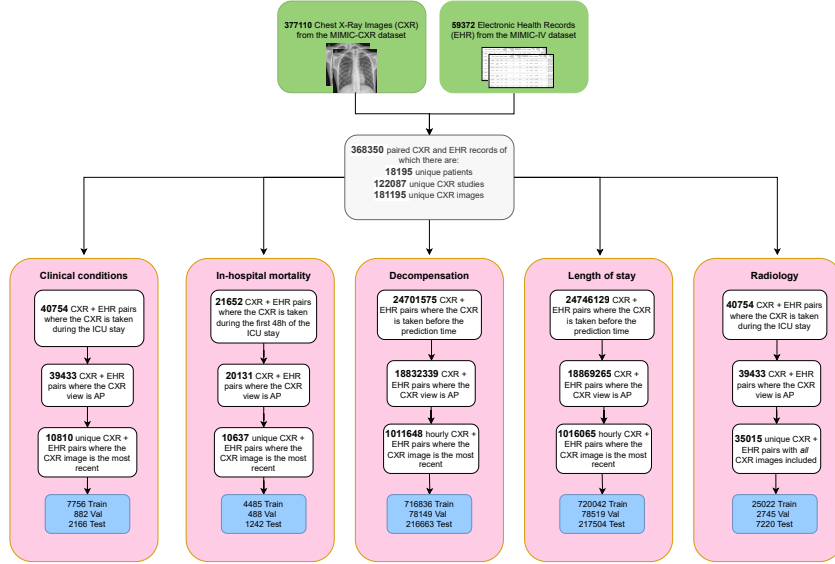 377110 Chest X-Ray Images (CXR)
from the MIMIC-CXR dataset
59372 Electronic Health Records
(EHR) from the MIMIC-IV dataset
368350 paired CXR and EHR records of
which there are:
18195 unique patients
122087 unique CXR studies
181195 unique CXR images
Clinical conditions
40754 CXR + EHR pairs
where the CXR is taken
during the ICU stay
39433 CXR + EHR
pairs where the CXR
view is AP
10810 unique CXR +
EHR pairs where the
CXR image is the most
recent
7756 Train
882 Val
2166 Test
In-hospital mortality
21652 CXR + EHR pairs
where the CXR is taken
during the first 48h of the
ICU stay
20131 CXR + EHR
pairs where the CXR
view is AP
10637 unique CXR +
EHR pairs where the
CXR image is the most
recent
4485 Train
488 Val
1242 Test
Decompensation
24701575 CXR +
EHR pairs where the CXR
is taken before the
prediction time
18832339 CXR +
EHR pairs where the
CXR view is AP
1011648 hourly CXR +
EHR pairs where the
CXR image is the most
recent
716836 Train
78149 Val
216663 Test
Length of stay
24746129 CXR +
EHR pairs where the CXR
is taken before the
prediction time
18869265 CXR +
EHR pairs where the
CXR view is AP
1016065 hourly CXR +
EHR pairs where the
CXR image is the most
recent
720042 Train
78519 Val
217504 Test
Radiology
40754 CXR + EHR pairs
where the CXR is taken
during the ICU stay
39433 CXR + EHR
pairs where the CXR
view is AP
35015 unique CXR +
EHR pairs with all
CXR images included
25022 Train
2745 Val
7220 Test